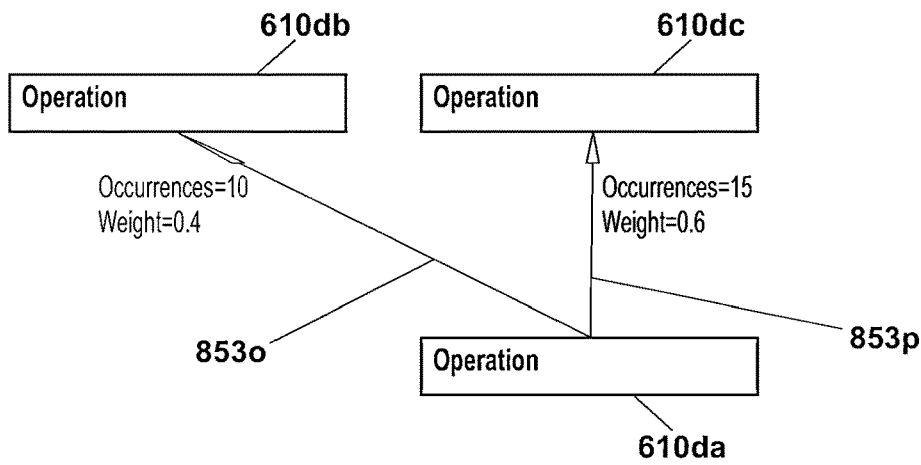 610db
610dc
Operation
Operation
Occurrences=10
Weight=0.4
Occurrences=15
Weight=0.6
853o
853p
Operation
610da